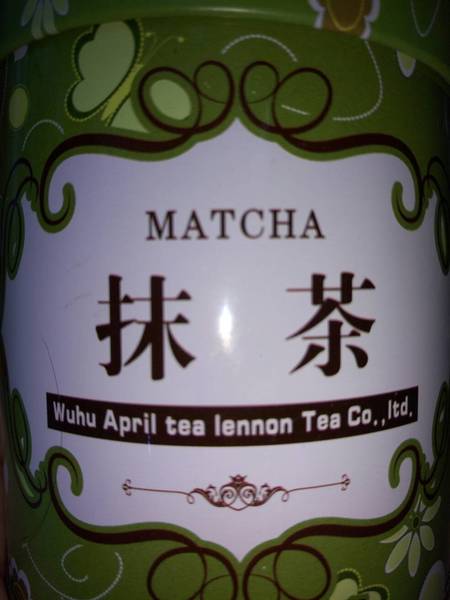 MATCHA
抹 茶
Wuhu April tea lennon Tea Co.,ltd.